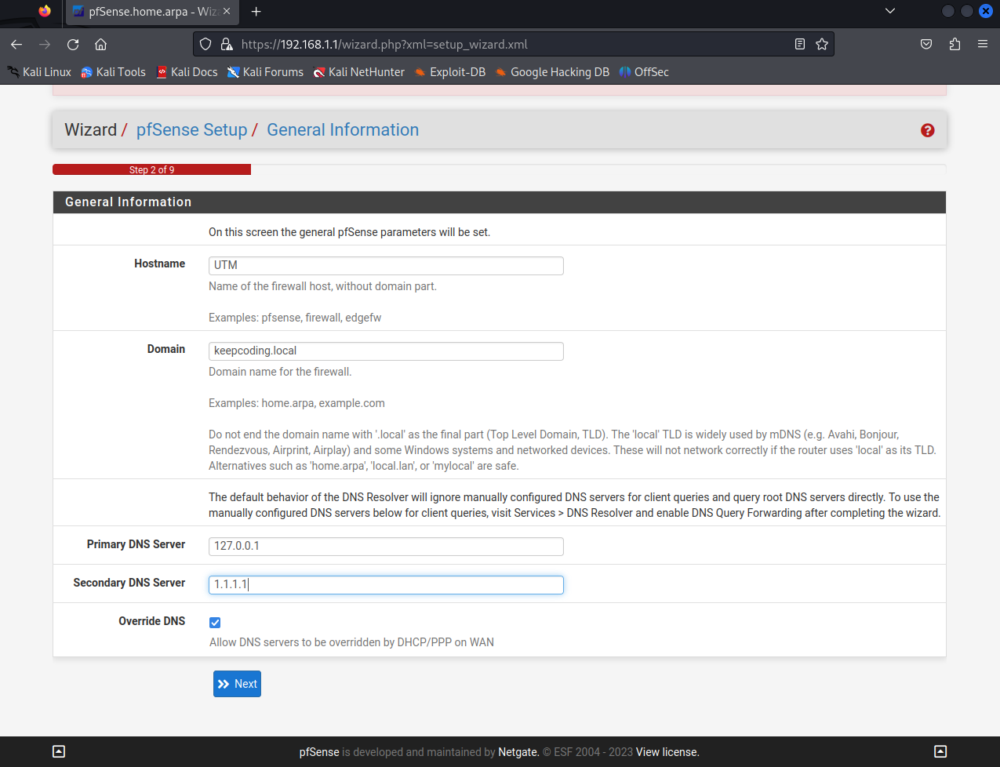 pfSense.home.arpa - Wiz
https://192.168.1.1/wizard.php?xml=setup_wizard.xml
Kali Linux Kali Tools Kali Docs Kali Forums Kali NetHunter Exploit-DB Google Hacking DB OffSec
Wizard / pfSense Setup / General Information
Step 2 of 9
General Information
On this screen the general pfSense parameters will be set.
Hostname
UTM
Name of the firewall host, without domain part.
Examples: pfsense, firewall, edgefw
Domain
keepcoding.local
Domain name for the firewall.
Examples: home.arpa, example.com
Do not end the domain name with '.local' as the final part (Top Level Domain, TLD). The 'local' TLD is widely used by mDNS (e.g. Avahi, Bonjour,
Rendezvous, Airprint, Airplay) and some Windows systems and networked devices. These will not network correctly if the router uses 'local' as its TLD.
Alternatives such as 'home.arpa', 'local.lan', or 'mylocal' are safe.
The default behavior of the DNS Resolver will ignore manually configured DNS servers for client queries and query root DNS servers directly. To use the
manually configured DNS servers below for client queries, visit Services > DNS Resolver and enable DNS Query Forwarding after completing the wizard.
Primary DNS Server
127.0.0.1
Secondary DNS Server
1.1.1.1
Override DNS
Allow DNS servers to be overridden by DHCP/PPP on WAN
Next
pfSense is developed and maintained by Netgate. © ESF 2004 - 2023 View license.